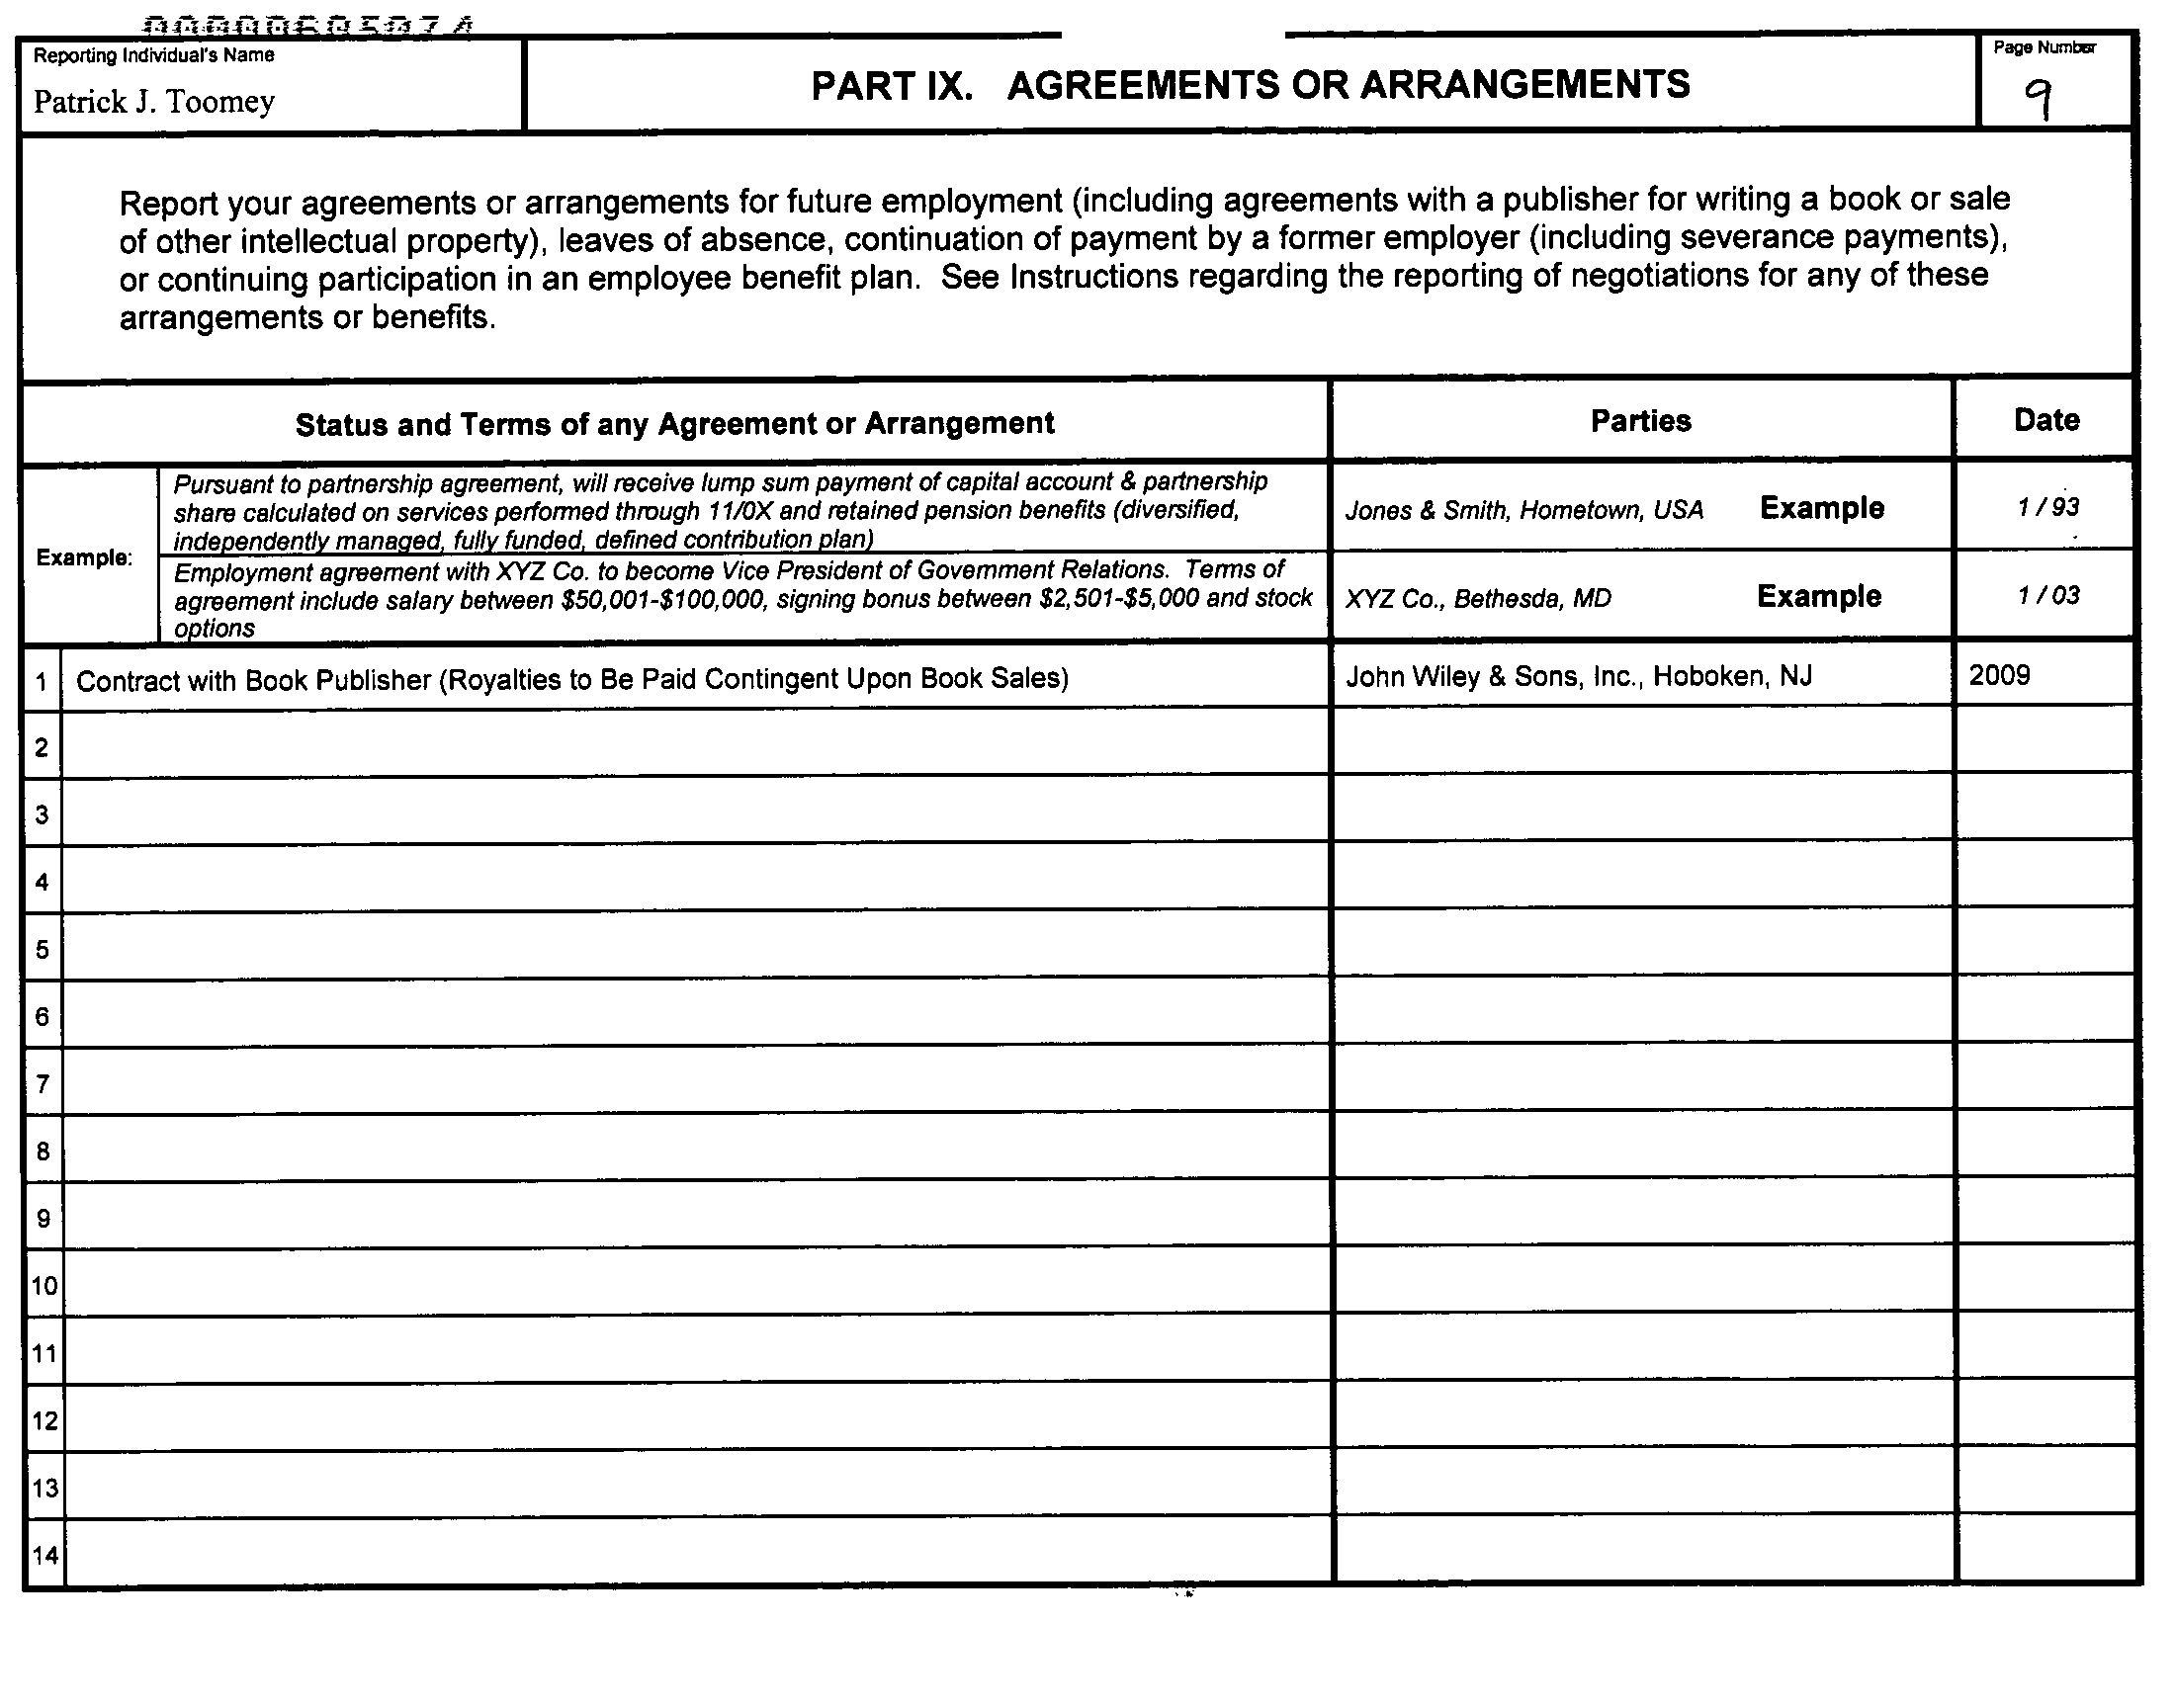 Reporting Individual's Name
Patrick J. Toomey
PART IX. AGREEMENTS OR ARRANGEMENTS
Page Number
9
Report your agreements or arrangements for future employment (including agreements with a publisher for writing a book or sale
of other intellectual property), leaves of absence, continuation of payment by a former employer (including severance payments),
or continuing participation in an employee benefit plan. See Instructions regarding the reporting of negotiations for any of these
arrangements or benefits.
Status and Terms of any Agreement or Arrangement
Parties
Date
Example:
Pursuant to partnership agreement, will receive lump sum payment of capital account & partnership
share calculated on services performed through 11/0X and retained pension benefits (diversified,
independently managed, fully funded, defined contribution plan)
Jones & Smith, Hometown, USA Example
1 / 93
Employment agreement with XYZ Co. to become Vice President of Government Relations. Terms of
agreement include salary between $50,001-$100,000, signing bonus between $2,501-$5,000 and stock
options
XYZ Co., Bethesda, MD Example
1 / 03
1 Contract with Book Publisher (Royalties to Be Paid Contingent Upon Book Sales) John Wiley & Sons, Inc., Hoboken, NJ 2009
2
3
4
5
6
7
8
9
10
11
12
13
14